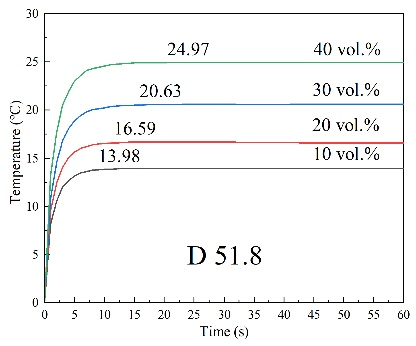 30
25
20
15
10
5
0
Temperature (°C)
24.97 40 vol.%
20.63 30 vol.%
16.59 20 vol.%
13.98 10 vol.%
D 51.8
0 5 10 15 20 25 30 35 40 45 50 55 60
Time (s)